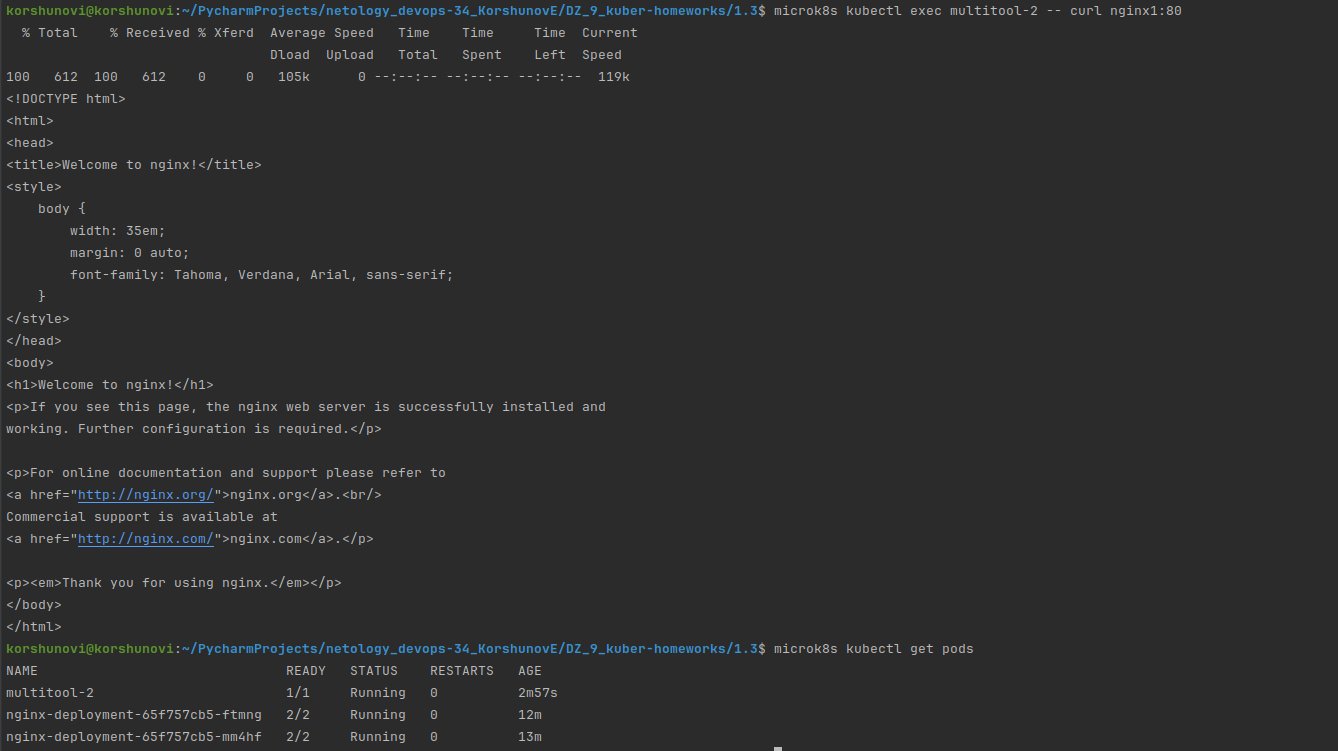 korshunovi@korshunovi:~/PycharmProjects/netology_devops-34_KorshunovE/DZ_9_kuber-homeworks/1.3$ microk8s kubectl exec multitool-2 -- curl nginx1:80
  % Total    % Received % Xferd  Average Speed   Time    Time     Time  Current
                                 Dload  Upload   Total   Spent    Left  Speed
100   612  100   612    0     0   105k      0 --:--:-- --:--:-- --:--:--  119k
<!DOCTYPE html>
<html>
<head>
<title>Welcome to nginx!</title>
<style>
    body {
        width: 35em;
        margin: 0 auto;
        font-family: Tahoma, Verdana, Arial, sans-serif;
    }
</style>
</head>
<body>
<h1>Welcome to nginx!</h1>
<p>If you see this page, the nginx web server is successfully installed and
working. Further configuration is required.</p>

<p>For online documentation and support please refer to
<a href="http://nginx.org/">nginx.org</a>.<br/>
Commercial support is available at
<a href="http://nginx.com/">nginx.com</a>.</p>

<p><em>Thank you for using nginx.</em></p>
</body>
</html>
korshunovi@korshunovi:~/PycharmProjects/netology_devops-34_KorshunovE/DZ_9_kuber-homeworks/1.3$ microk8s kubectl get pods
NAME                               READY   STATUS    RESTARTS   AGE
multitool-2                        1/1     Running   0          2m57s
nginx-deployment-65f757cb5-ftmng   2/2     Running   0          12m
nginx-deployment-65f757cb5-mm4hf   2/2     Running   0          13m